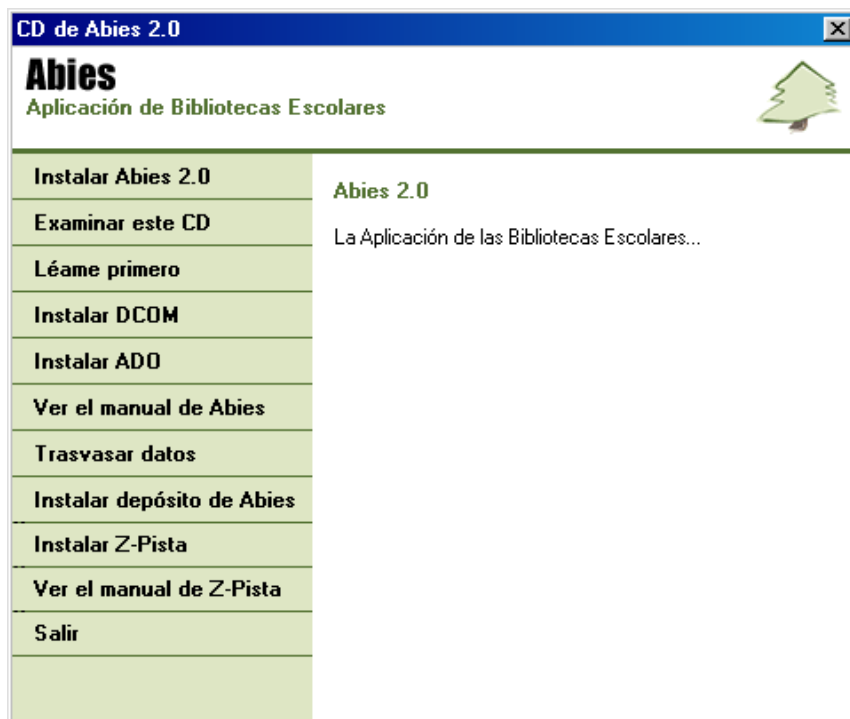 CD de Abies 2.0
Abies
Aplicación de Bibliotecas Escolares
Instalar Abies 2.0
Examinar este CD
Léame primero
Instalar DCOM
Instalar ADO
Ver el manual de Abies
Trasvasar datos
Instalar depósito de Abies
Instalar Z-Pista
Ver el manual de Z-Pista
Salir
Abies 2.0
La Aplicación de las Bibliotecas Escolares...